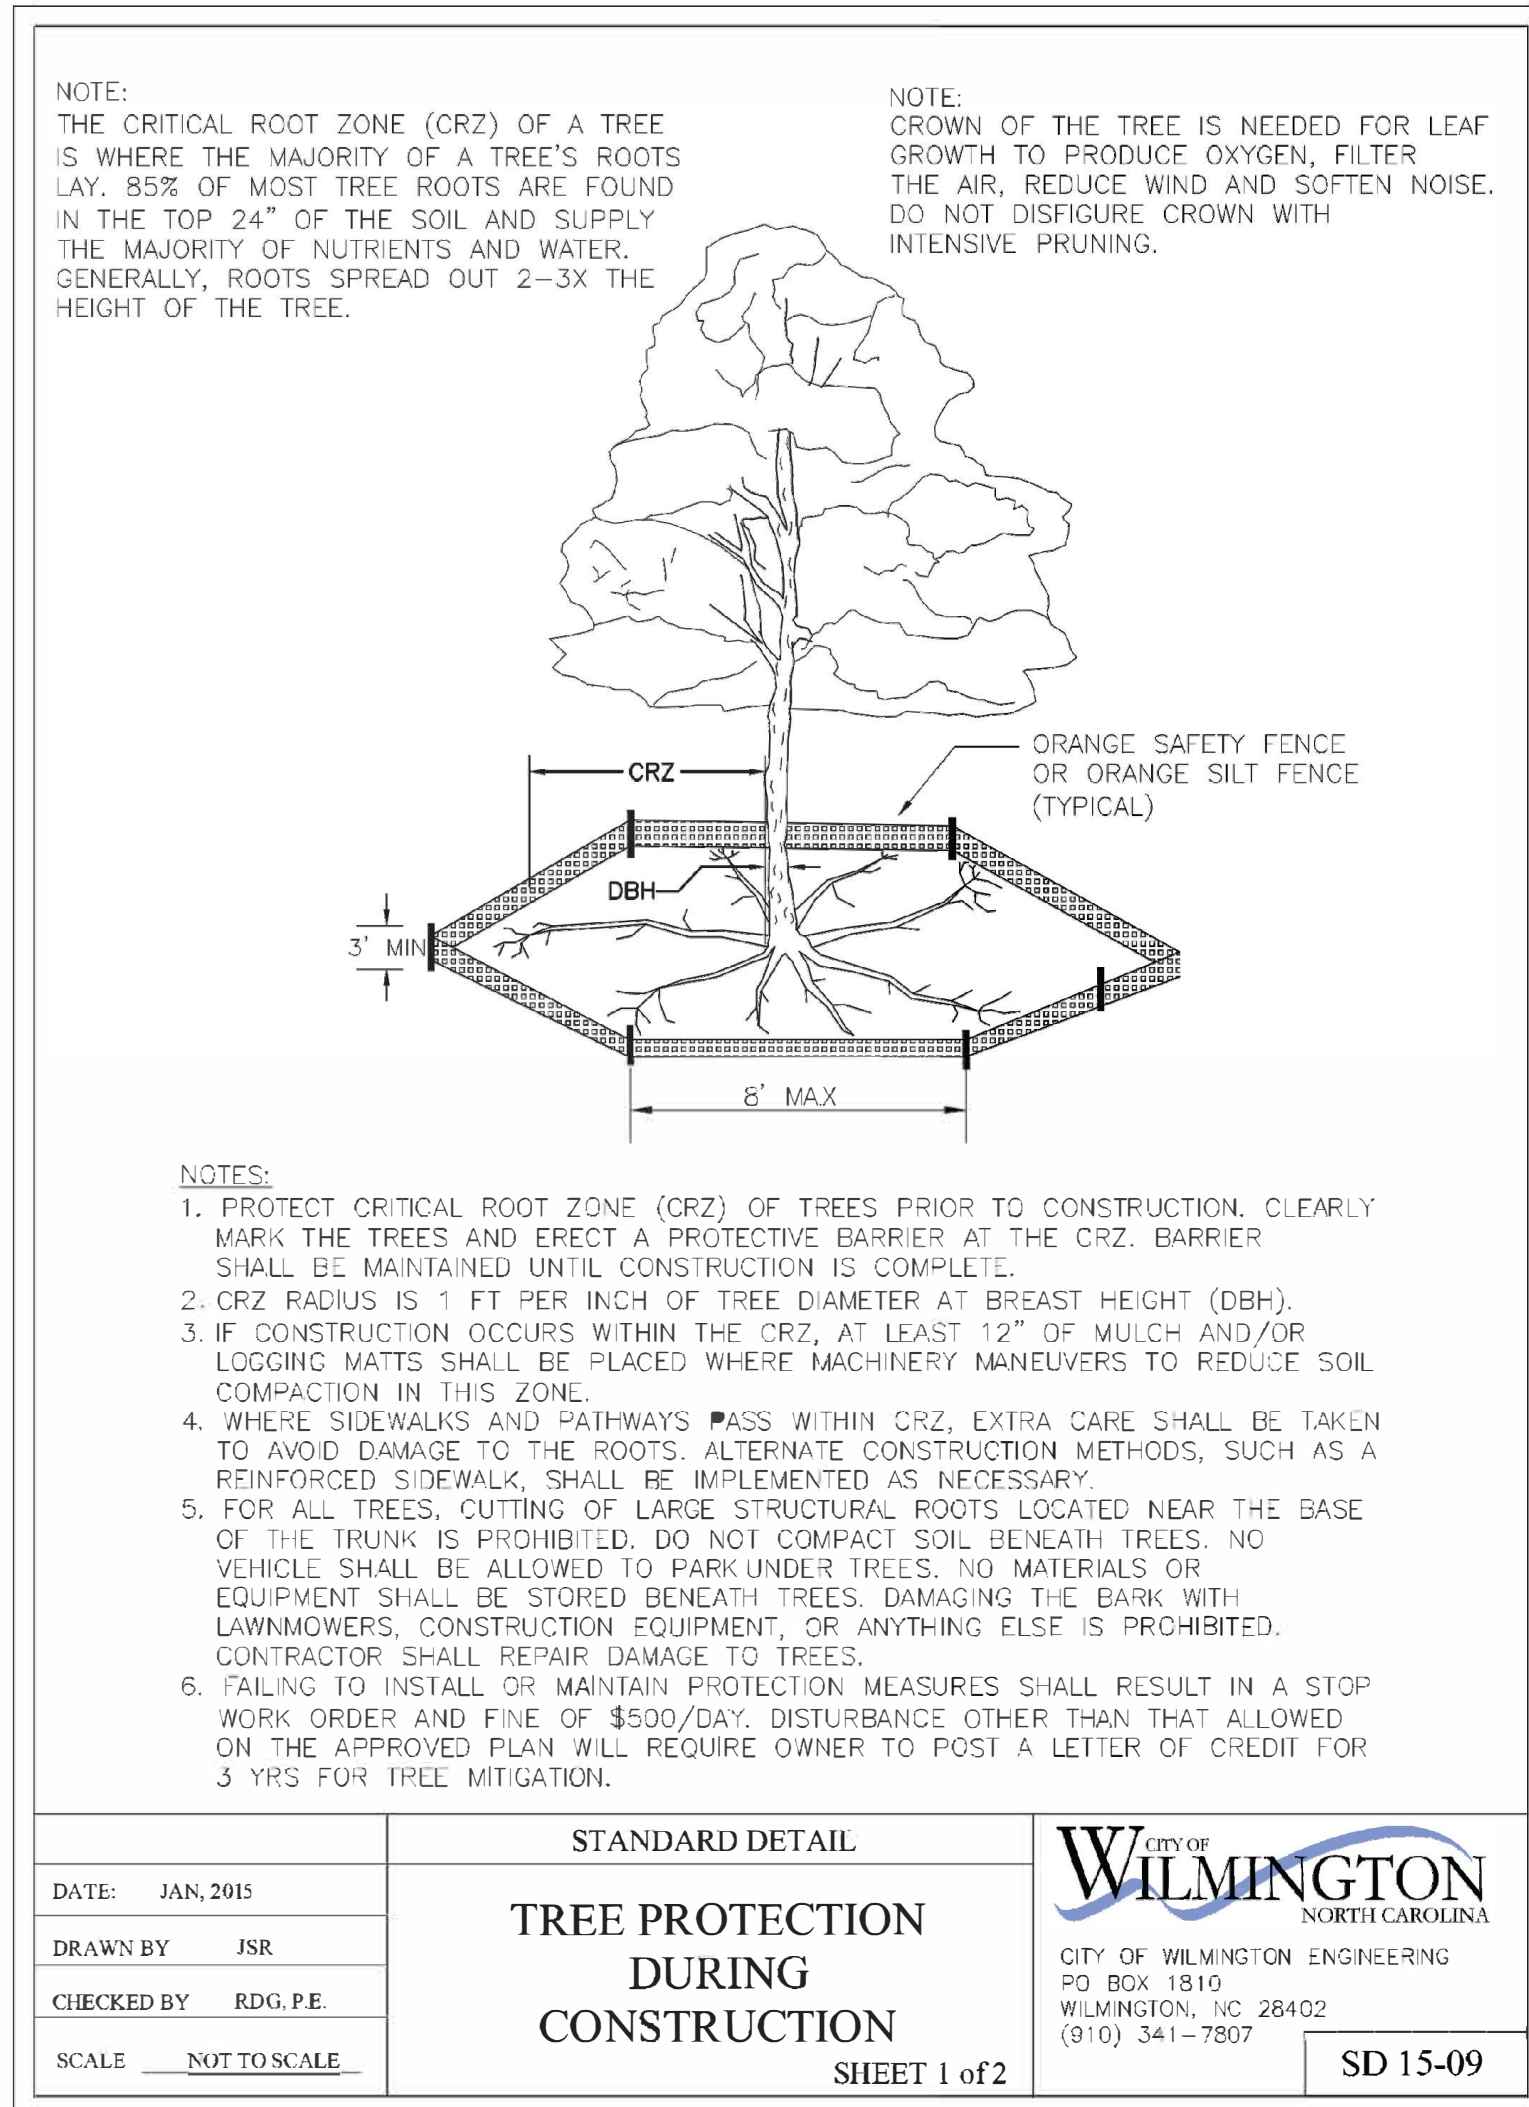 NOTE:
THE CRITICAL ROOT ZONE (CRZ) OF A TREE
IS WHERE THE MAJORITY OF A TREE'S ROOTS
LAY. 85% OF MOST TREE ROOTS ARE FOUND
IN THE TOP 24" OF THE SOIL AND SUPPLY
THE MAJORITY OF NUTRIENTS AND WATER.
GENERALLY, ROOTS SPREAD OUT 2-3X THE
HEIGHT OF THE TREE.
NOTE:
CROWN OF THE TREE IS NEEDED FOR LEAF
GROWTH TO PRODUCE OXYGEN, FILTER
THE AIR, REDUCE WIND AND SOFTEN NOISE.
DO NOT DISFIGURE CROWN WITH
INTENSIVE PRUNING.
ORANGE SAFETY FENCE
OR ORANGE SILT FENCE
(TYPICAL)
CRZ
DBH
3' MIN
8' MAX
NOTES:
1. PROTECT CRITICAL ROOT ZONE (CRZ) OF TREES PRIOR TO CONSTRUCTION. CLEARLY
MARK THE TREES AND ERECT A PROTECTIVE BARRIER AT THE CRZ. BARRIER
SHALL BE MAINTAINED UNTIL CONSTRUCTION IS COMPLETE.
2. CRZ RADIUS IS 1 FT PER INCH OF TREE DIAMETER AT BREAST HEIGHT (DBH).
3. IF CONSTRUCTION OCCURS WITHIN THE CRZ, AT LEAST 12" OF MULCH AND/OR
LOGGING MATTS SHALL BE PLACED WHERE MACHINERY MANEUVERS TO REDUCE SOIL
COMPACTION IN THIS ZONE.
4. WHERE SIDEWALKS AND PATHWAYS PASS WITHIN CRZ, EXTRA CARE SHALL BE TAKEN
TO AVOID DAMAGE TO THE ROOTS. ALTERNATE CONSTRUCTION METHODS, SUCH AS A
REINFORCED SIDEWALK, SHALL BE IMPLEMENTED AS NECESSARY.
5. FOR ALL TREES, CUTTING OF LARGE STRUCTURAL ROOTS LOCATED NEAR THE BASE
OF THE TRUNK IS PROHIBITED. DO NOT COMPACT SOIL BENEATH TREES. NO
VEHICLE SHALL BE ALLOWED TO PARK UNDER TREES. NO MATERIALS OR
EQUIPMENT SHALL BE STORED BENEATH TREES. DAMAGING THE BARK WITH
LAWNMOWERS, CONSTRUCTION EQUIPMENT, OR ANYTHING ELSE IS PROHIBITED.
CONTRACTOR SHALL REPAIR DAMAGE TO TREES.
6. FAILING TO INSTALL OR MAINTAIN PROTECTION MEASURES SHALL RESULT IN A STOP
WORK ORDER AND FINE OF $500/DAY. DISTURBANCE OTHER THAN THAT ALLOWED
ON THE APPROVED PLAN WILL REQUIRE OWNER TO POST A LETTER OF CREDIT FOR
3 YRS FOR TREE MITIGATION.
DATE: JAN, 2015
DRAWN BY JSR
CHECKED BY RDG, P.E.
SCALE NOT TO SCALE
STANDARD DETAIL
TREE PROTECTION
DURING
CONSTRUCTION
SHEET 1 of 2
CITY OF
WILMINGTON
NORTH CAROLINA
CITY OF WILMINGTON ENGINEERING
PO BOX 1810
WILMINGTON, NC 28402
(910) 341-7807
SD 15-09